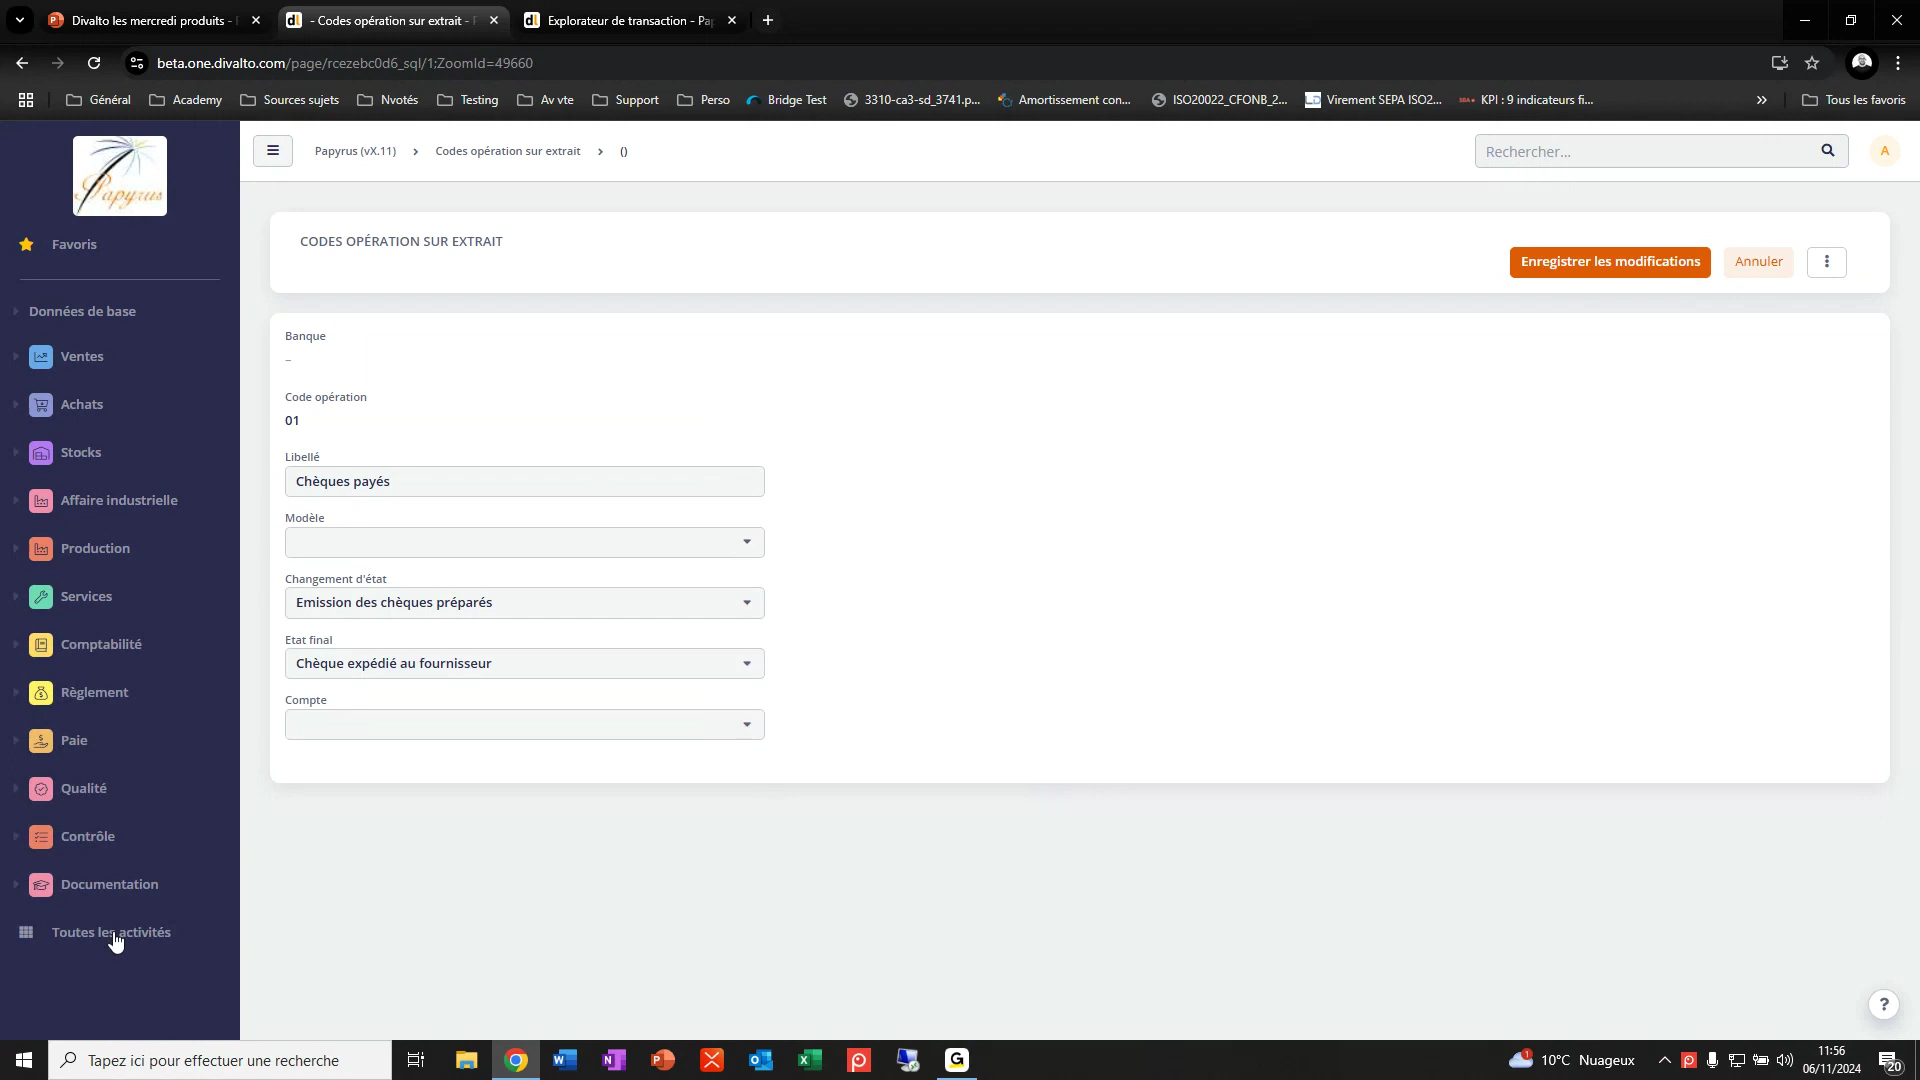 Divalto les mercredi produits -
- Codes opération sur extrait -
Explorateur de transaction - Pap
beta.one.divalto.com/page/rcezebc0d6_sql/1;ZoomId=49660
Général
Academy
Sources sujets
Nvotés
Testing
Av vte
Support
Perso
Bridge Test
3310-ca3-sd_3741.p...
Amortissement con...
ISO20022_CFONB_2...
Virement SEPA ISO2...
KPI : 9 indicateurs fi...
»
Tous les favoris
Papyrus
Papyrus (vX.11) > Codes opération sur extrait > ()
Rechercher...
A
Favoris
Données de base
Ventes
Achats
Stocks
Affaire industrielle
Production
Services
Comptabilité
Règlement
Paie
Qualité
Contrôle
Documentation
Toutes les activités
CODES OPÉRATION SUR EXTRAIT
Enregistrer les modifications
Annuler
Banque
–
Code opération
01
Libellé
Chèques payés
Modèle
Changement d'état
Emission des chèques préparés
Etat final
Chèque expédié au fournisseur
Compte
?
Tapez ici pour effectuer une recherche
1
10°C Nuageux
11:56
06/11/2024
20